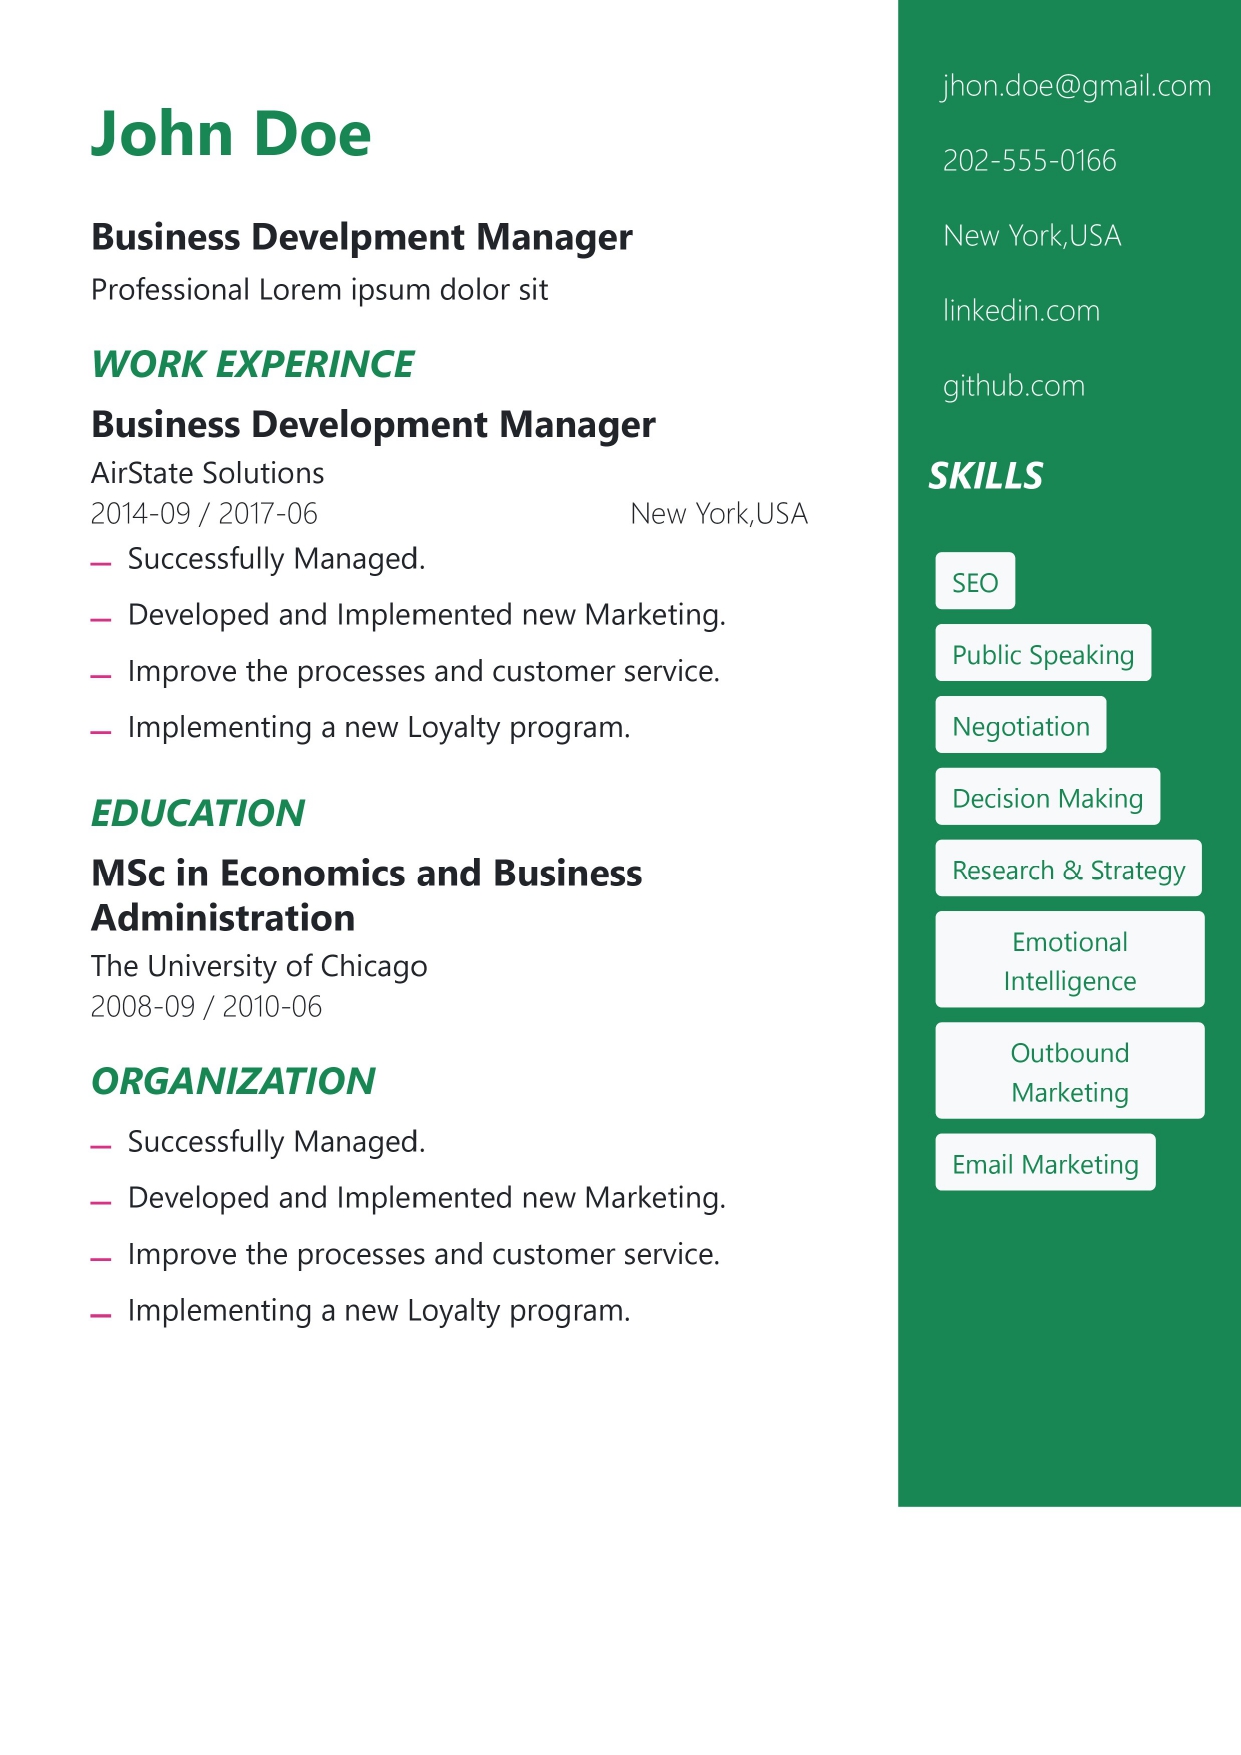 John Doe
Business Develpment Manager
Professional Lorem ipsum dolor sit
WORK EXPERINCE
Business Development Manager
AirState Solutions
2014-09 / 2017-06 New York,USA
Successfully Managed.
Developed and Implemented new Marketing.
Improve the processes and customer service.
Implementing a new Loyalty program.
EDUCATION
MSc in Economics and Business
Administration
The University of Chicago
2008-09 / 2010-06
ORGANIZATION
Successfully Managed.
Developed and Implemented new Marketing.
Improve the processes and customer service.
Implementing a new Loyalty program.
jhon.doe@gmail.com
202-555-0166
New York,USA
linkedin.com
github.com
SKILLS
SEO
Public Speaking
Negotiation
Decision Making
Research & Strategy
Emotional
Intelligence
Outbound
Marketing
Email Marketing